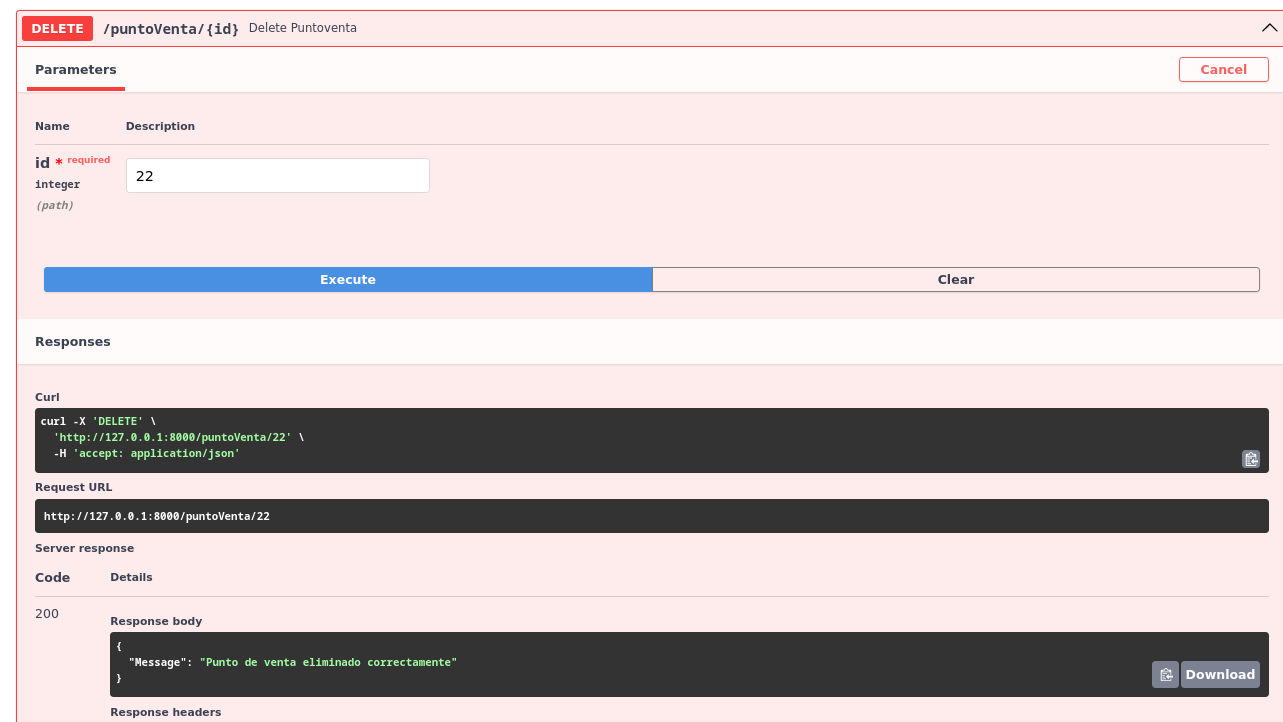 DELETE /puntoVenta/{id} Delete Puntoventa
Parameters
Cancel
Name Description
id * required
integer
(path)
22
Execute Clear
Responses
Curl
curl -X 'DELETE' \
  'http://127.0.0.1:8000/puntoVenta/22' \
  -H 'accept: application/json'
Request URL
http://127.0.0.1:8000/puntoVenta/22
Server response
Code Details
200
Response body
{
  "Message": "Punto de venta eliminado correctamente"
}
Download
Response headers